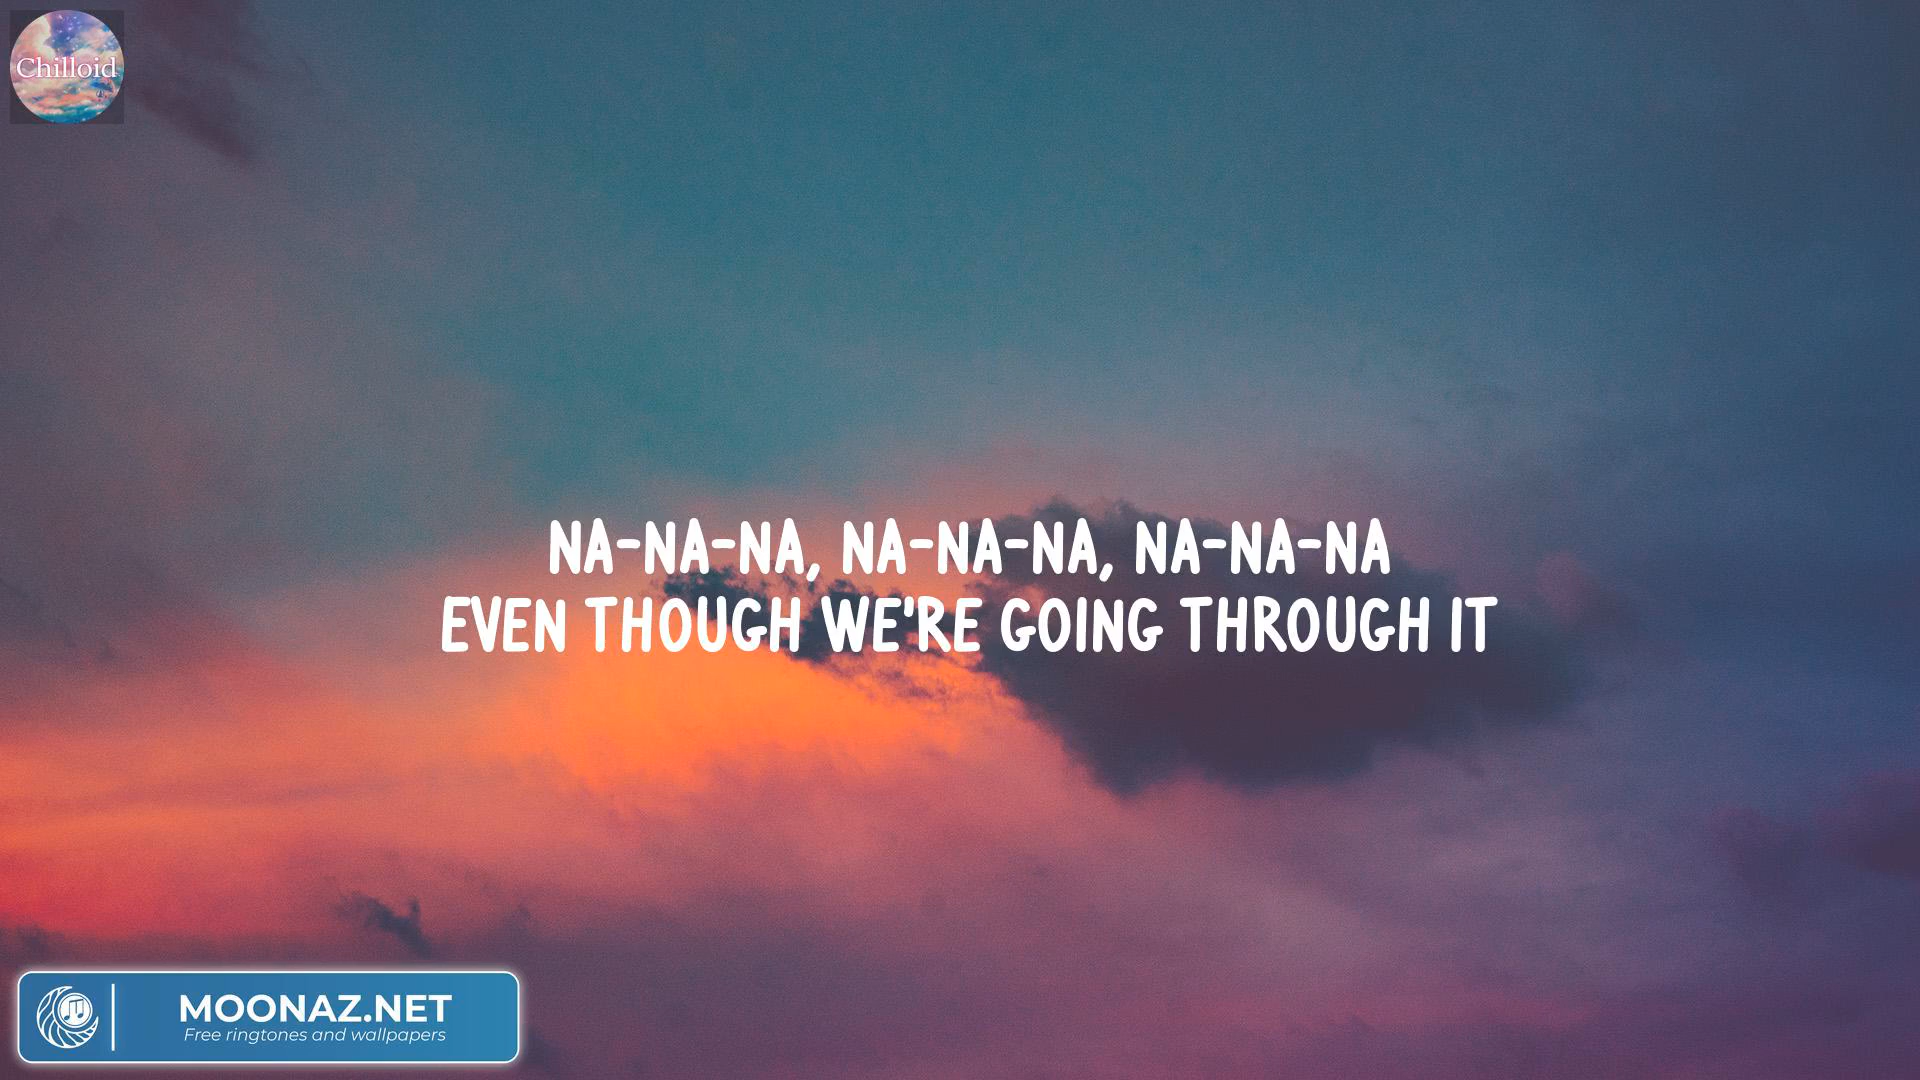 Chilloid
NA-NA-NA, NA-NA-NA, NA-NA-NA
EVEN THOUGH WE'RE GOING THROUGH IT
MOONAZ.NET
Free ringtones and wallpapers